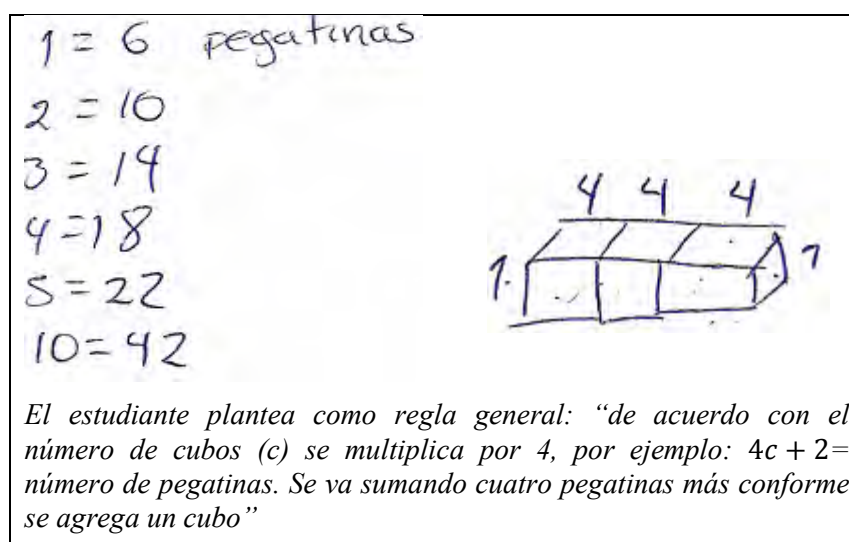 1 = 6 pegatinas
2 = 10
3 = 14
4 = 18
5 = 22
10 = 42
4 4 4
1. 1
El estudiante plantea como regla general: “de acuerdo con el
número de cubos (c) se multiplica por 4, por ejemplo: 4c + 2=
número de pegatinas. Se va sumando cuatro pegatinas más conforme
se agrega un cubo”